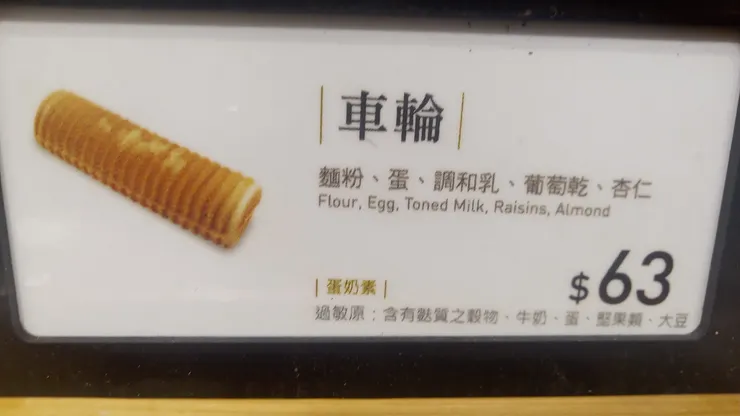 車輪
麵粉、蛋、調和乳、葡萄乾、杏仁
Flour, Egg, Toned Milk, Raisins, Almond
$63
蛋奶素
過敏原：含有麩質之穀物、牛奶、蛋、堅果類、大豆